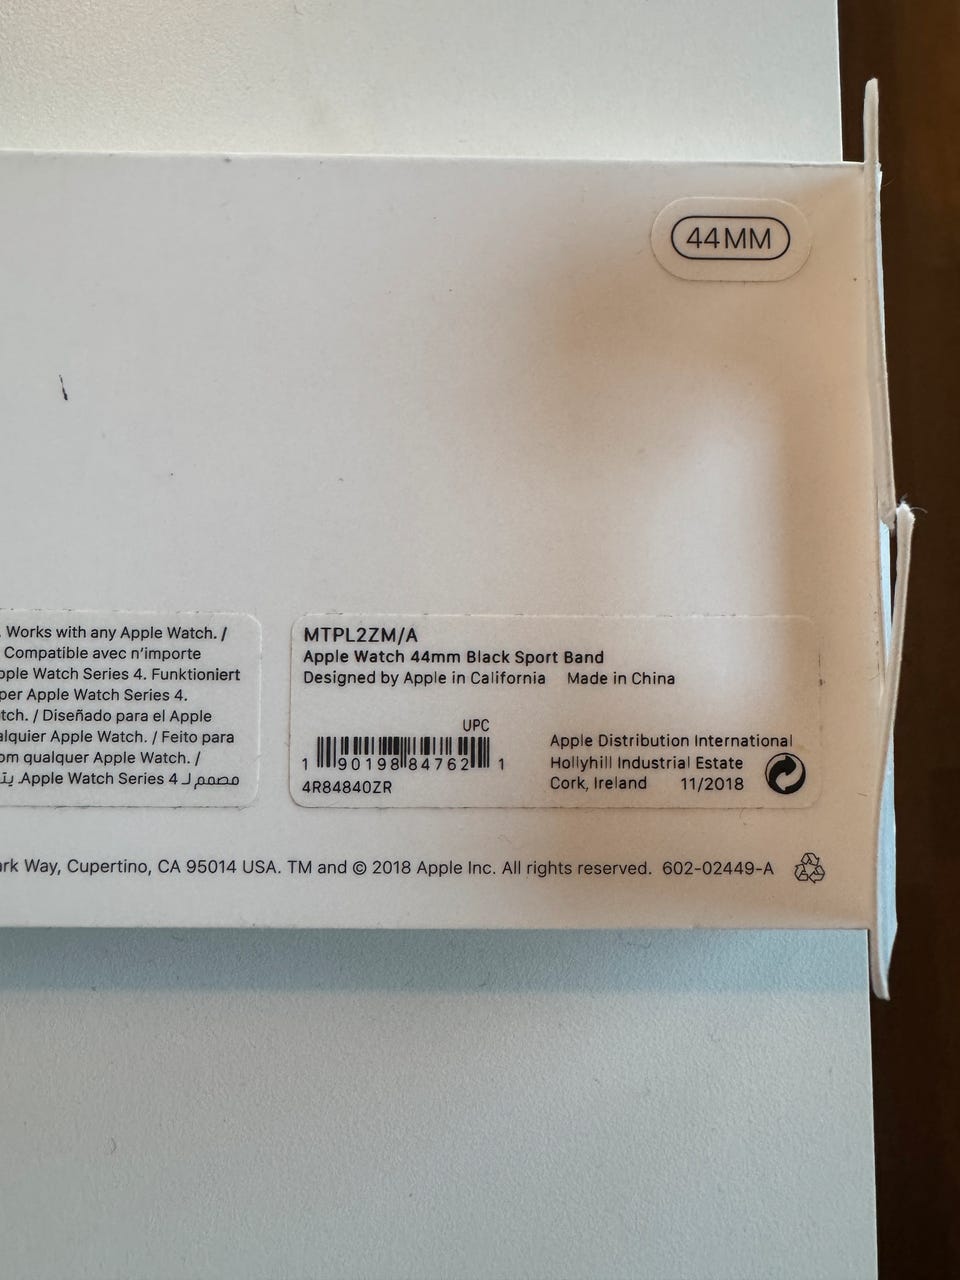 44MM
. Works with any Apple Watch. /
Compatible avec n’importe
Apple Watch Series 4. Funktioniert
per Apple Watch Series 4.
/ Diseñado para el Apple
Apple Watch. / Feito para
qualquer Apple Watch. /
مصمم لـ Apple Watch Series 4.
MTPL2ZM/A
Apple Watch 44mm Black Sport Band
Designed by Apple in California Made in China
UPC
1 90198 84762 1
4R84840ZR
Apple Distribution International
Hollyhill Industrial Estate
Cork, Ireland 11/2018
Way, Cupertino, CA 95014 USA. TM and © 2018 Apple Inc. All rights reserved. 602-02449-A